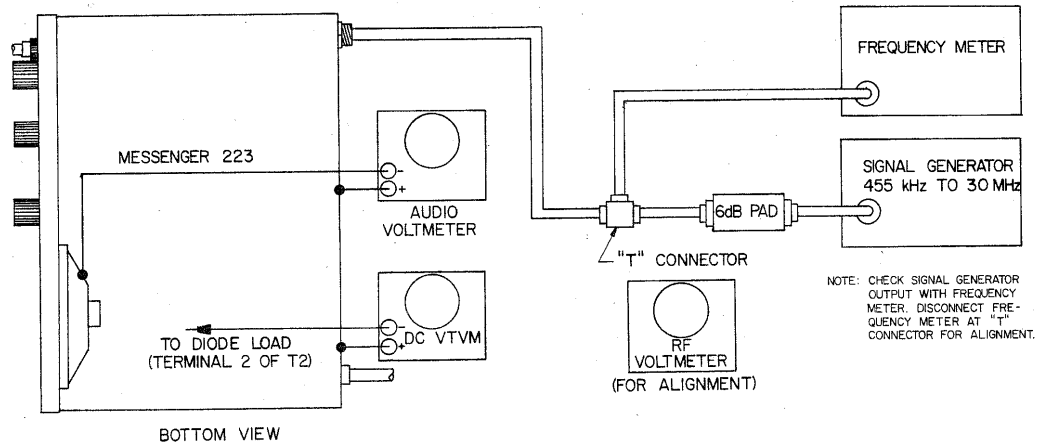 FREQUENCY METER
MESSENGER 223
-
+
AUDIO
VOLTMETER
SIGNAL GENERATOR
455 kHz TO 30 MHz
6dB PAD
"T" CONNECTOR
-
DC VTVM
+
TO DIODE LOAD
(TERMINAL 2 OF T2)
RF
VOLTMETER
(FOR ALIGNMENT)
NOTE: CHECK SIGNAL GENERATOR
OUTPUT WITH FREQUENCY
METER. DISCONNECT FRE-
QUENCY METER AT "T"
CONNECTOR FOR ALIGNMENT.
BOTTOM VIEW